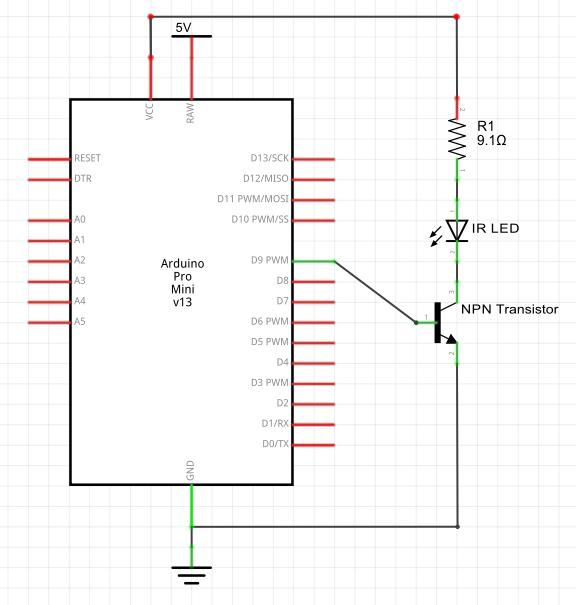 5V
VCC
RAW
2
R1
9.1Ω
1
RESET
DTR
A0
A1
A2
A3
A4
A5
Arduino
Pro
Mini
v13
D13/SCK
D12/MISO
D11 PWM/MOSI
D10 PWM/SS
D9 PWM
D8
D7
D6 PWM
D5 PWM
D4
D3 PWM
D2
D1/RX
D0/TX
GND
1
IR LED
2
3
NPN Transistor
1
2